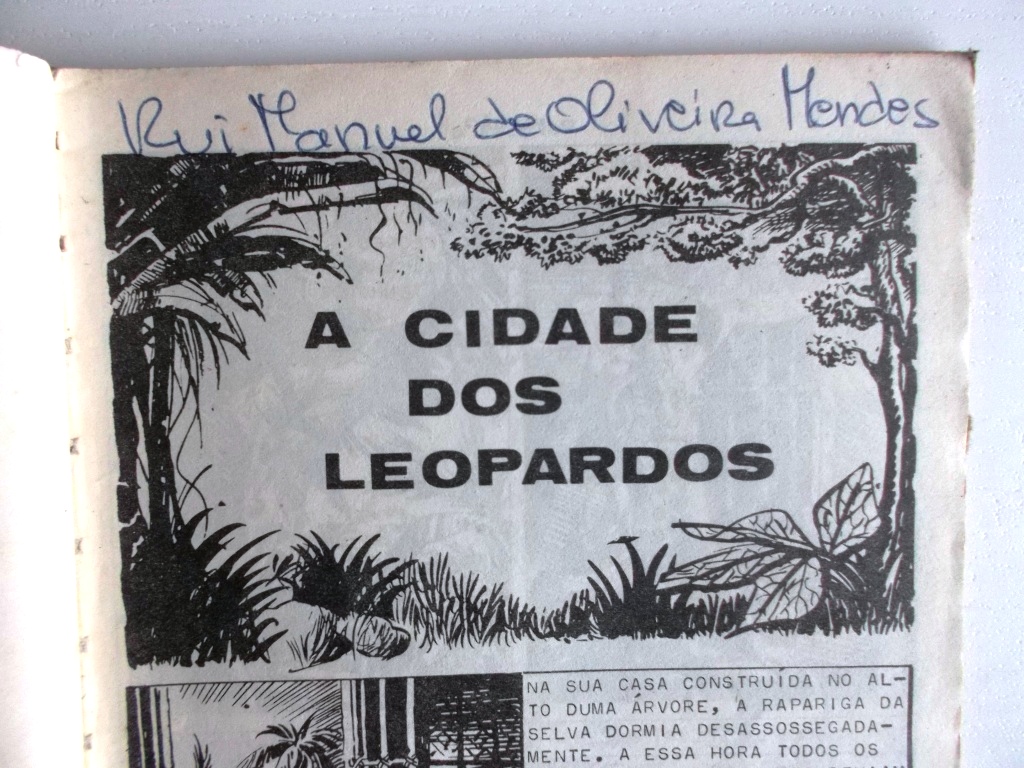 Rui Manuel de Oliveira Mendes
A CIDADE
DOS
LEOPARDOS
NA SUA CASA CONSTRUÍDA NO AL-
TO DUMA ÁRVORE, A RAPARIGA DA
SELVA DORMIA DESASSOSSEGADA-
MENTE. A ESSA HORA TODOS OS